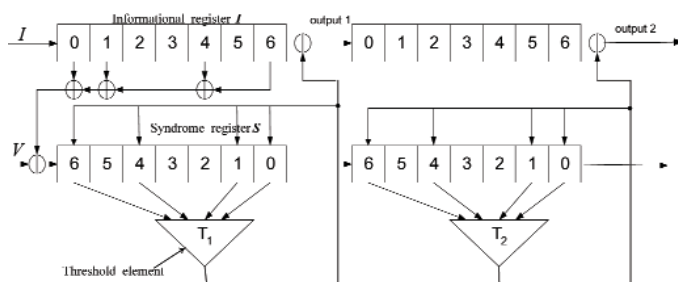 Informational register I
output 1
output 2
I
0 1 2 3 4 5 6
0 1 2 3 4 5 6
Syndrome register S
V
6 5 4 3 2 1 0
6 5 4 3 2 1 0
T1
T2
Threshold element